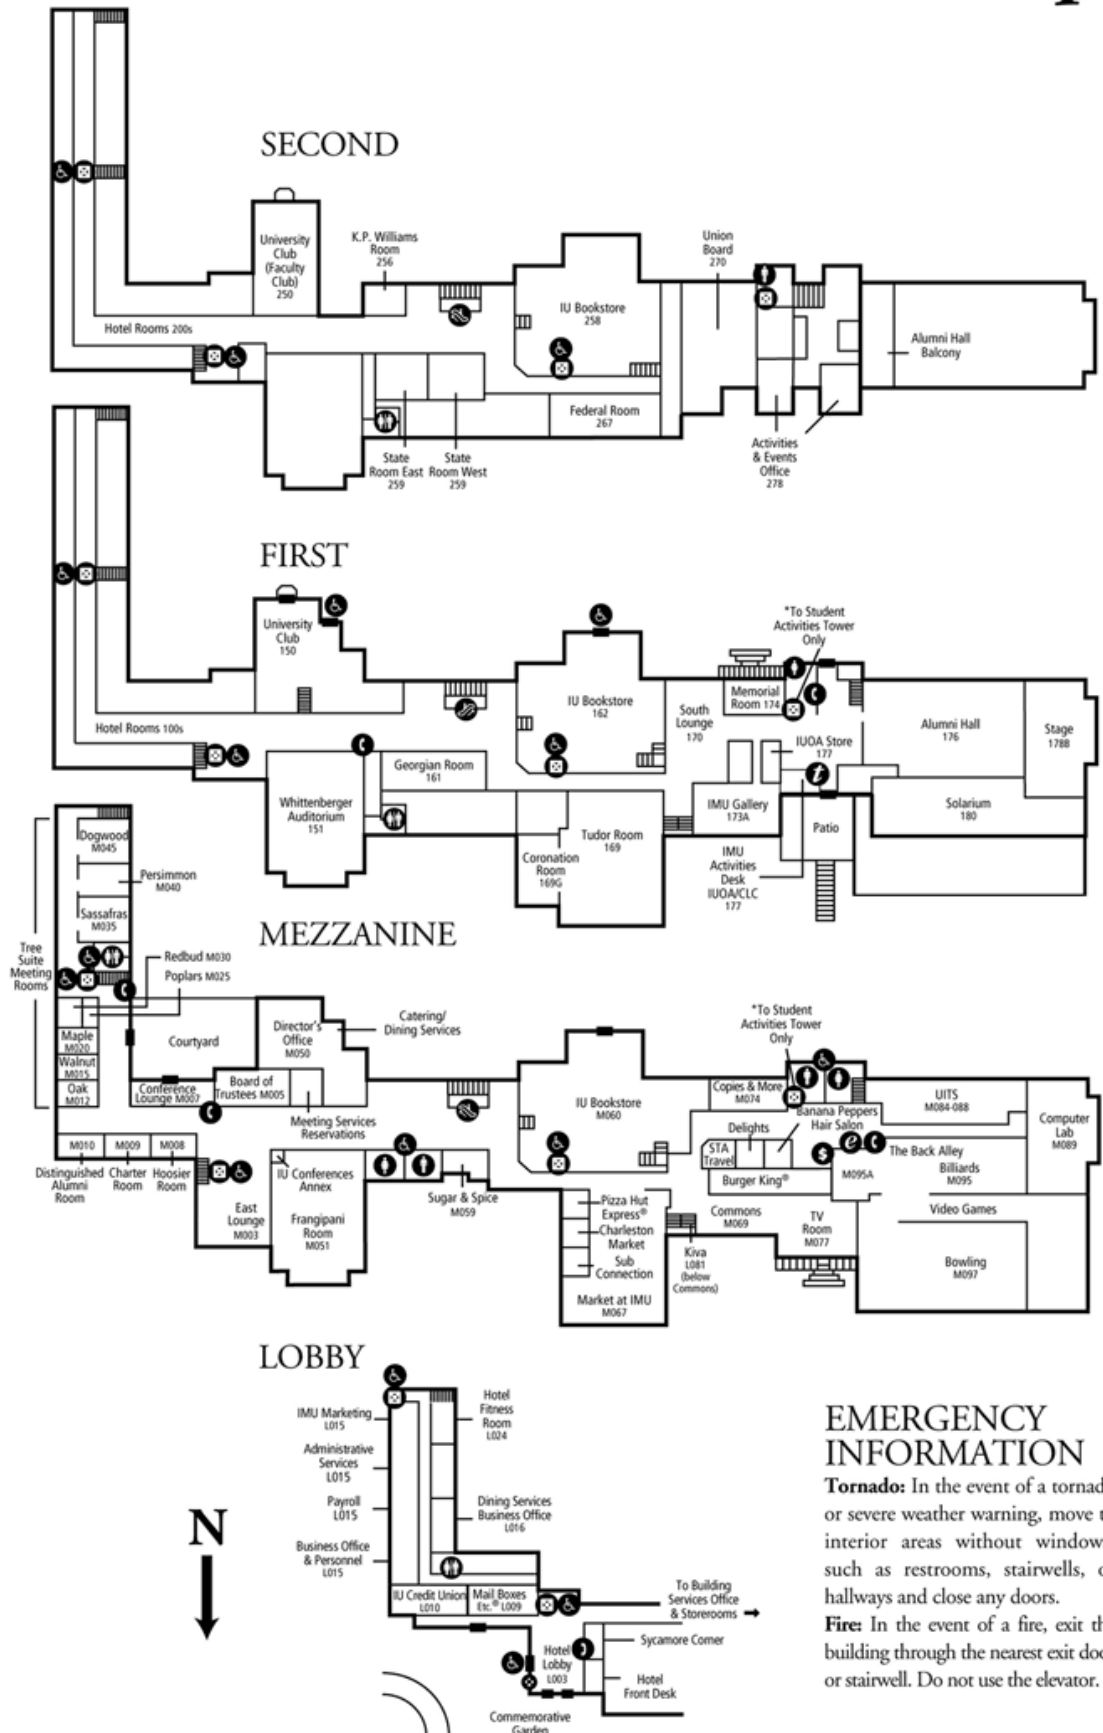 SECOND
University
Club
(Faculty
Club)
250
K.P. Williams
Room
256
IU Bookstore
258
Union
Board
270
Alumni Hall
Balcony
Hotel Rooms 200s
Federal Room
267
State
Room East
259
State
Room West
259
Activities
& Events
Office
278
FIRST
University
Club
150
*To Student
Activities Tower
Only
IU Bookstore
162
South
Lounge
170
Memorial
Room 174
IUOA Store
177
Alumni Hall
176
Stage
178B
Hotel Rooms 100s
Georgian Room
161
Whittenberger
Auditorium
151
Coronation
Room
169G
Tudor Room
169
IMU Gallery
173A
Patio
Solarium
180
IMU
Activities
Desk
IUOA/CLC
177
MEZZANINE
Dogwood
M045
Persimmon
M040
Sassafras
M035
Tree
Suite
Meeting
Rooms
Redbud M030
Poplars M025
Maple
M020
Walnut
M015
Oak
M012
Courtyard
Director's
Office
M050
Catering/
Dining Services
Conference
Lounge M007
Board of
Trustees M005
Meeting Services
Reservations
M010
M009
M008
Distinguished
Alumni
Room
Charter
Room
Hoosier
Room
East
Lounge
M003
IU Conferences
Annex
Frangipani
Room
M051
Sugar & Spice
M059
IU Bookstore
M060
*To Student
Activities Tower
Only
Copies & More
M074
Banana Peppers
Hair Salon
Delights
STA
Travel
Burger King®
UITS
M084-088
Computer
Lab
M089
The Back Alley
Billiards
M095
M095A
Video Games
Bowling
M097
Pizza Hut
Express®
Charleston
Market
Sub
Connection
Market at IMU
M067
Commons
M069
Kiva
L081
(below
Commons)
TV
Room
M077
LOBBY
IMU Marketing
L015
Administrative
Services
L015
Payroll
L015
Business Office
& Personnel
L015
Hotel
Fitness
Room
L024
Dining Services
Business Office
L016
IU Credit Union
L010
Mail Boxes
Etc.® L009
To Building
Services Office
& Storerooms
Sycamore Corner
Hotel
Lobby
L003
Hotel
Front Desk
Commemorative
Garden
N
EMERGENCY
INFORMATION
Tornado: In the event of a tornad
or severe weather warning, move t
interior areas without window
such as restrooms, stairwells, o
hallways and close any doors.
Fire: In the event of a fire, exit th
building through the nearest exit doo
or stairwell. Do not use the elevator.